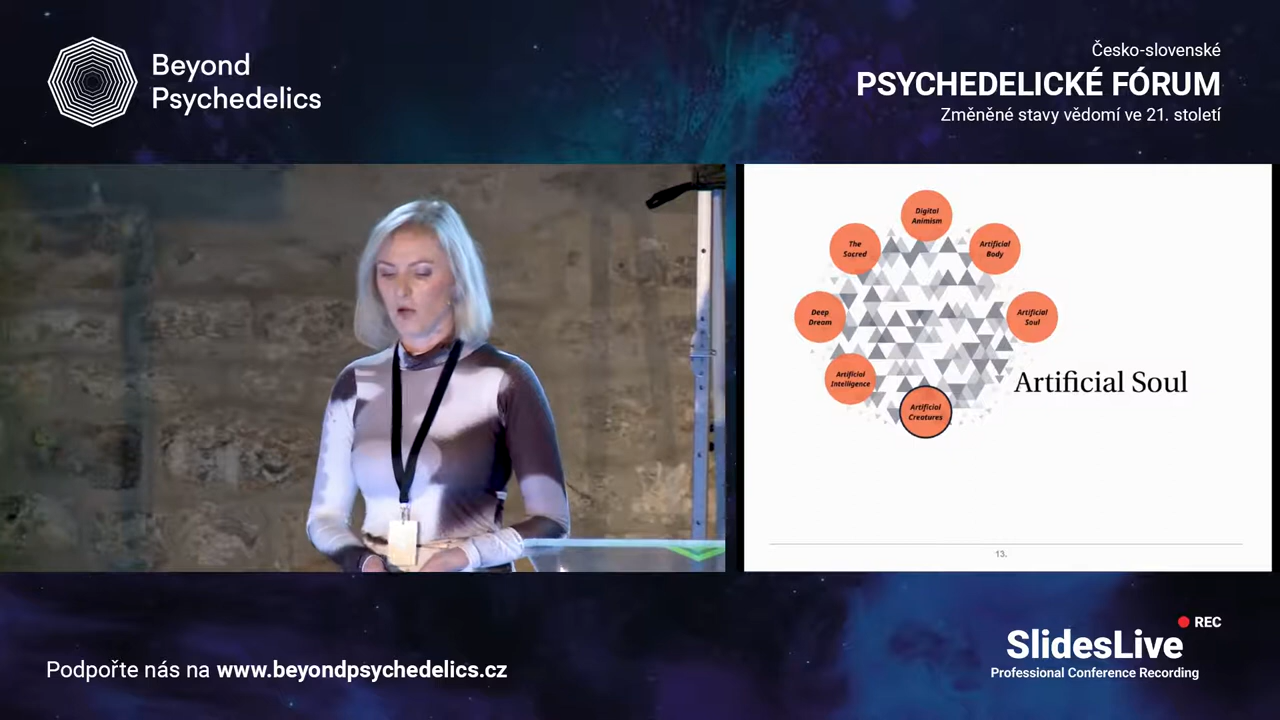 Beyond
Psychedelics
Česko-slovenské
PSYCHEDELICKÉ FÓRUM
Změněné stavy vědomí ve 21. století
Digital
Animism
The
Sacred
Artificial
Body
Deep
Dream
Artificial
Soul
Artificial
Intelligence
Artificial
Creatures
Artificial Soul
13.
REC
SlidesLive
Professional Conference Recording
Podpořte nás na www.beyondpsychedelics.cz